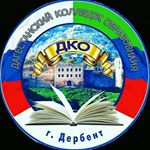 ДАГЕСТАНСКИЙ КОЛЛЕДЖ ОБРАЗОВАНИЯ
ДКО
г. Дербент